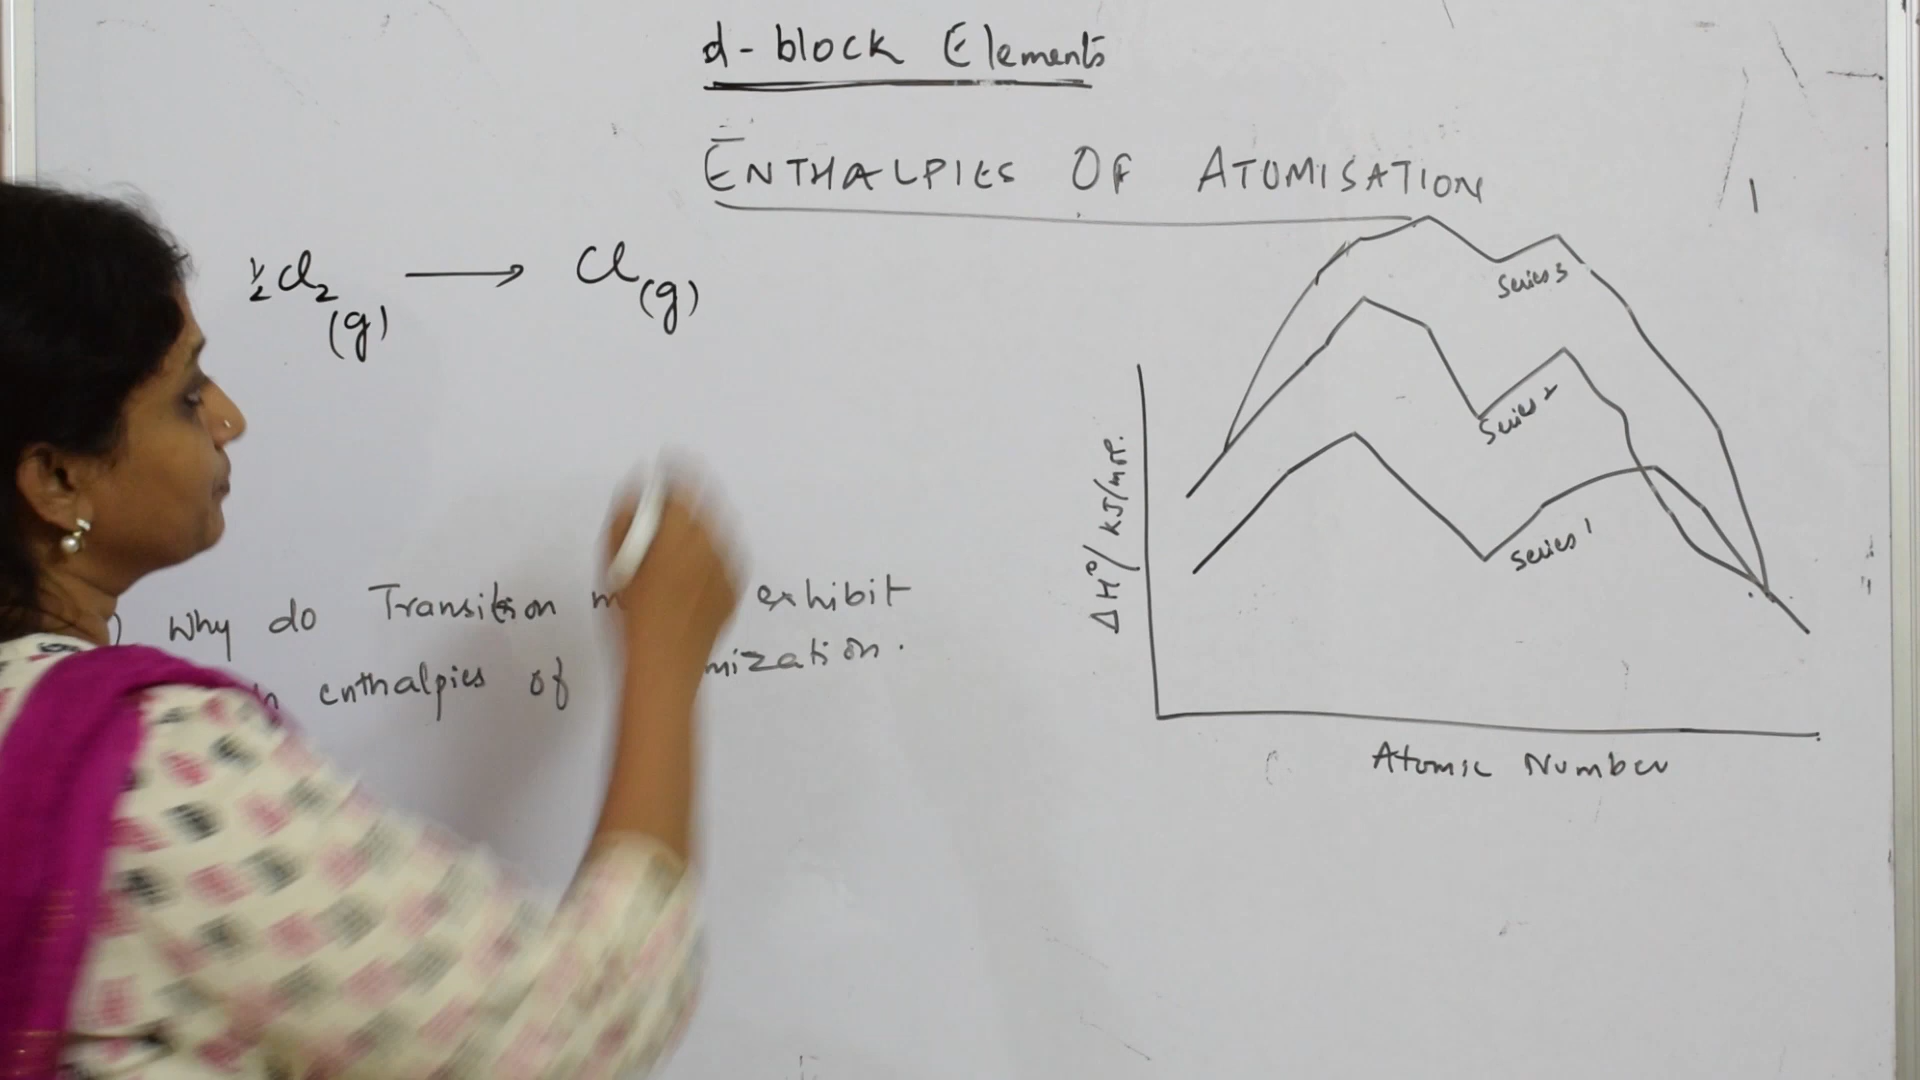 d-block Elements
ENTHALPIES OF ATOMISATION
½Cl₂(g) ⟶ Cl(g)
Why do Transition exhibit
enthalpies of
Series 3
Series 2
Series 1
ΔH°/ kJ/mol.
Atomic Number